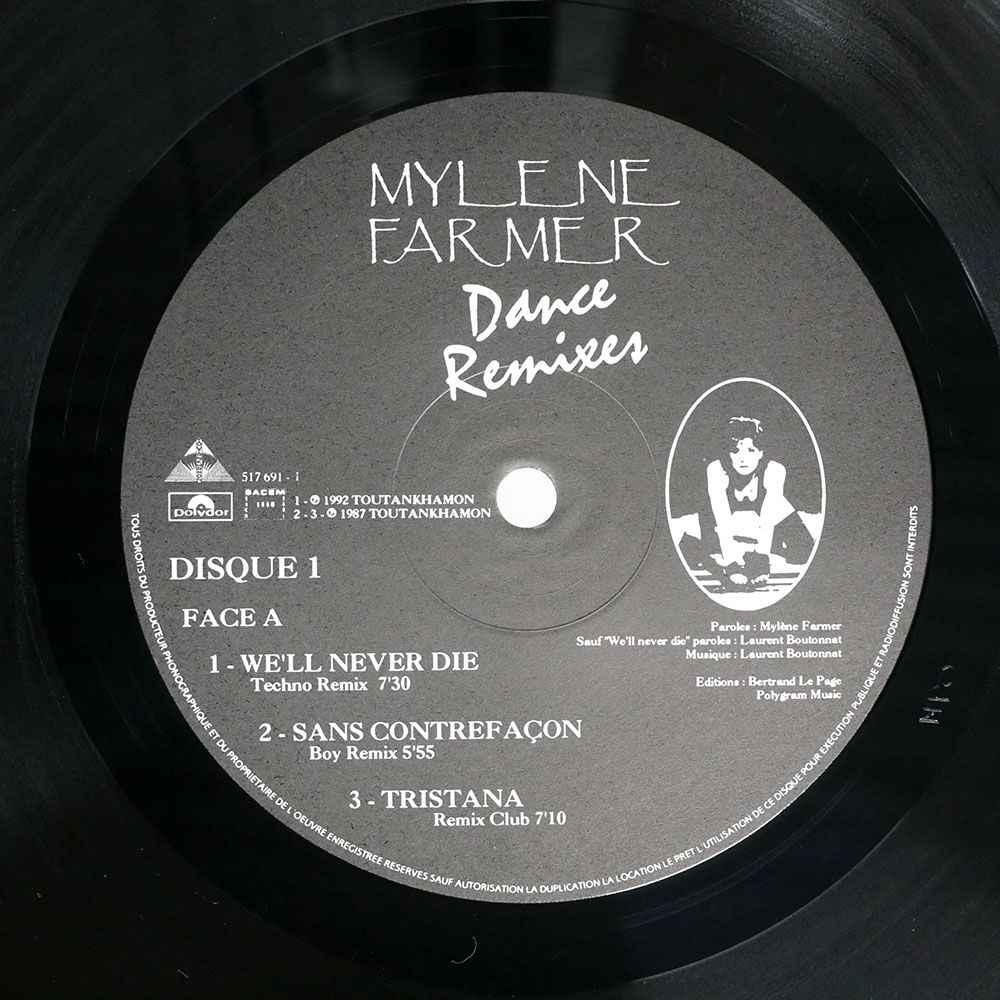 MYLENE
FARMER
Dance
Remixes
517 691 - 1
Polydor
SACEM
1 - ℗ 1992 TOUTANKHAMON
2 - 3 - ℗ 1987 TOUTANKHAMON
DISQUE 1
FACE A
1 - WE'LL NEVER DIE
Techno Remix 7'30
2 - SANS CONTREFAÇON
Boy Remix 5'55
3 - TRISTANA
Remix Club 7'10
Paroles : Mylène Farmer
Sauf "We'll never die" paroles : Laurent Boutonnat
Musique : Laurent Boutonnat
Editions : Bertrand Le Page
Polygram Music
TOUS DROITS DU PRODUCTEUR PHONOGRAPHIQUE ET DU PROPRIETAIRE DE L'OEUVRE ENREGISTREE RESERVES SAUF AUTORISATION LA DUPLICATION LA LOCATION LE PRET L'UTILISATION DE CE DISQUE POUR EXECUTION PUBLIQUE ET RADIODIFFUSION SONT INTERDITS